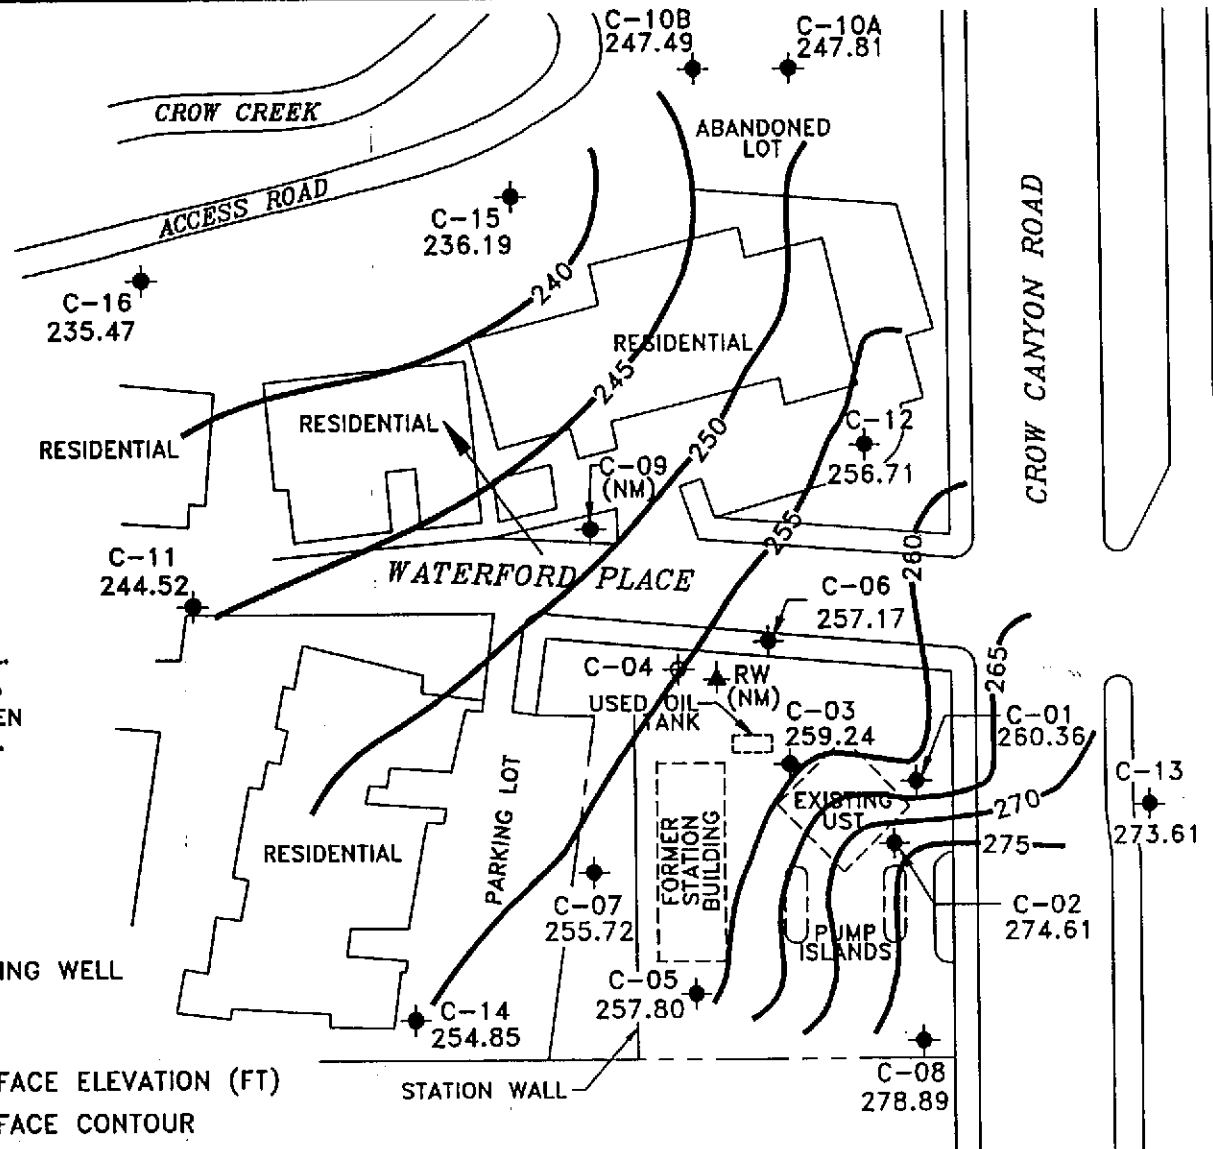 C-10B
247.49
C-10A
247.81
CROW CREEK
ABANDONED
LOT
ACCESS ROAD
C-15
236.19
CROW CANYON ROAD
C-16
235.47
240
RESIDENTIAL
245
RESIDENTIAL
RESIDENTIAL
250
C-12
256.71
C-09
(NM)
255
260
C-11
244.52
WATERFORD PLACE
C-06
257.17
265
C-04
RW
(NM)
USED OIL
TANK
EN
C-03
259.24
C-01
260.36
C-13
273.61
EXISTING
UST
270
275
PARKING LOT
FORMER
STATION
BUILDING
RESIDENTIAL
C-07
255.72
C-02
274.61
PUMP
ISLANDS
ING WELL
C-05
257.80
C-14
254.85
C-08
278.89
STATION WALL
FACE ELEVATION (FT)
FACE CONTOUR